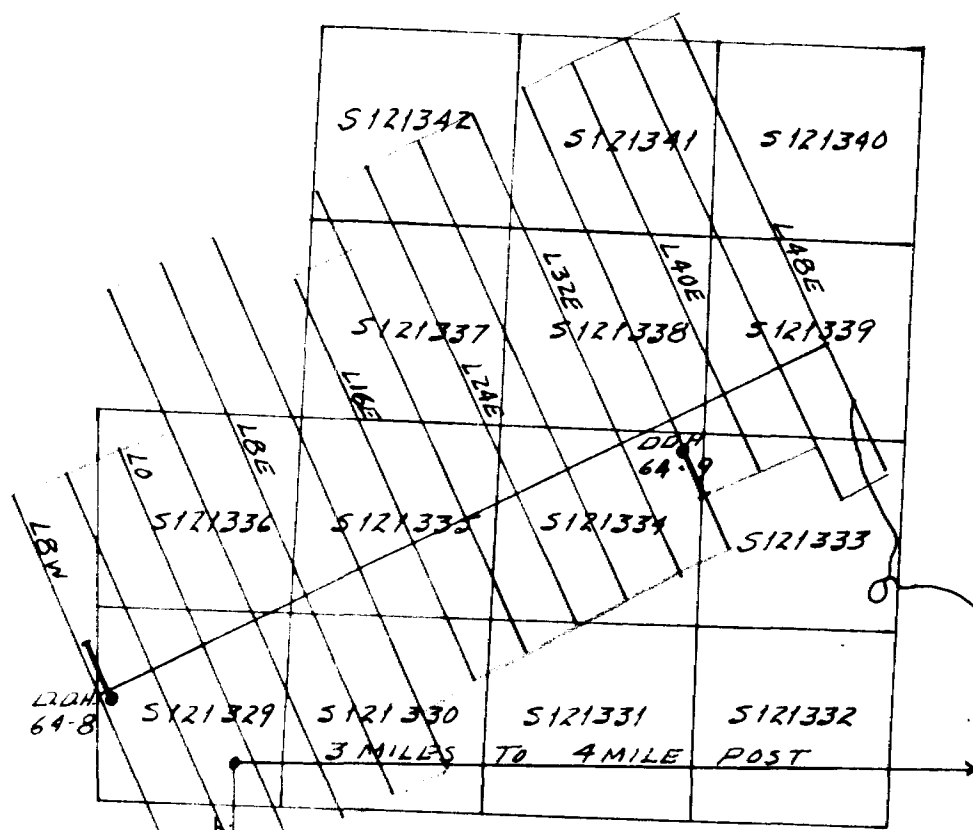 S121342
S121341
S121340
L32E
L40E
L48E
S121337
S121338
S121339
L16E
L24E
L0
L8E
DDH
64-9
L8W
S121336
S121335
S121334
S121333
DDH
64-8
S121329
S121330
S121331
S121332
3 MILES TO 4 MILE POST